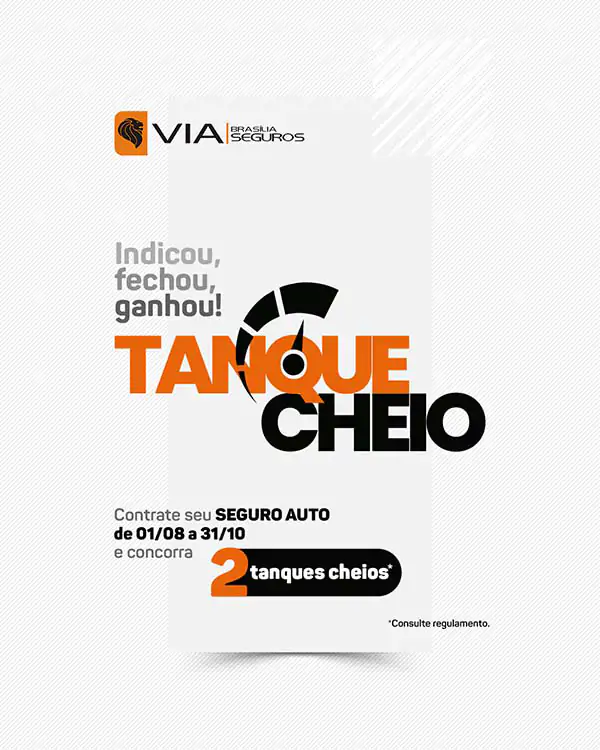 VIA BRASÍLIA SEGUROS
Indicou,
fechou,
ganhou!
TANQUE
CHEIO
Contrate seu SEGURO AUTO
de 01/08 a 31/10
e concorra
2 tanques cheios*
*Consulte regulamento.